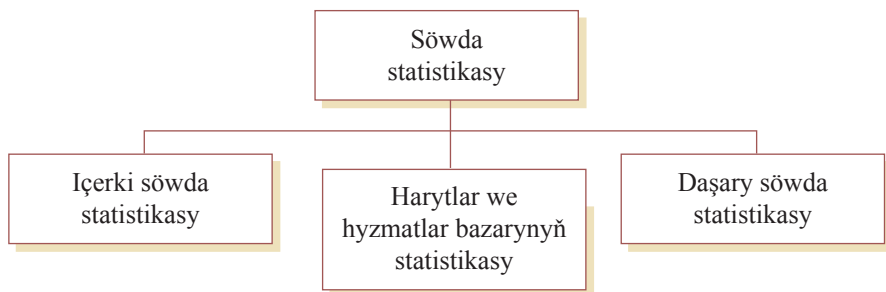 Söwda
statistikasy
Içerki söwda
statistikasy
Harytlar we
hyzmatlar bazarynyň
statistikasy
Daşary söwda
statistikasy